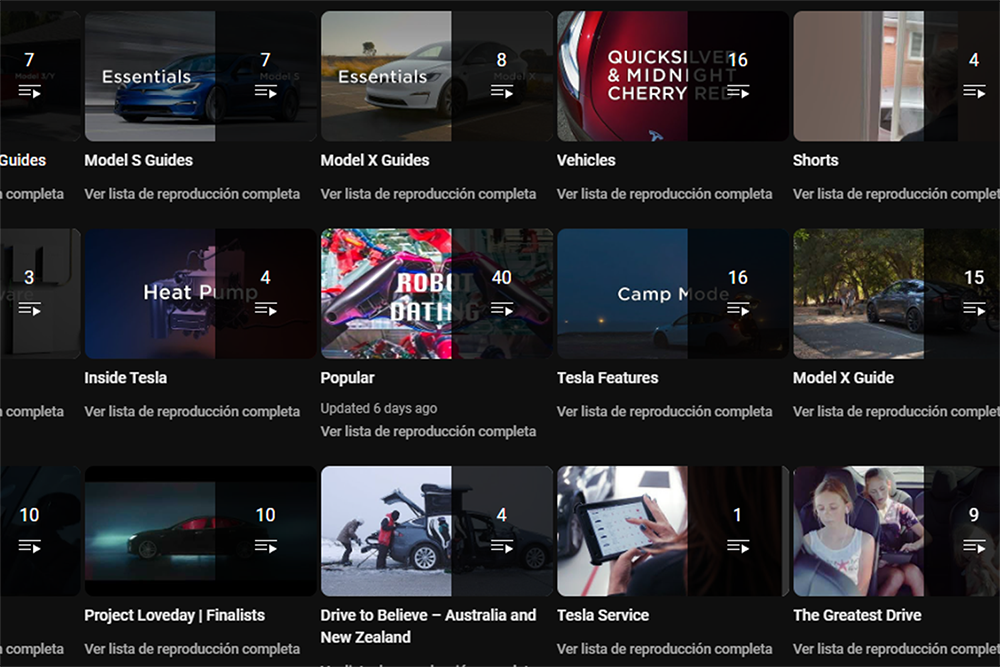 7
Model 3/Y
Essentials
7
Model S
Essentials
8
Model X
QUICKSILVER
& MIDNIGHT
CHERRY RED
16
4
Guides
Model S Guides
Model X Guides
Vehicles
Shorts
completa
Ver lista de reproducción completa
Ver lista de reproducción completa
Ver lista de reproducción completa
Ver lista de reproducción complet
3
Heat Pump
4
ROBOT
DATING
40
Camp Mode
16
15
Inside Tesla
Popular
Tesla Features
Model X Guide
Updated 6 days ago
completa
Ver lista de reproducción completa
Ver lista de reproducción completa
Ver lista de reproducción completa
Ver lista de reproducción complet
10
10
4
1
9
Project Loveday | Finalists
Drive to Believe – Australia and
New Zealand
Tesla Service
The Greatest Drive
completa
Ver lista de reproducción completa
Ver lista de reproducción completa
Ver lista de reproducción complet